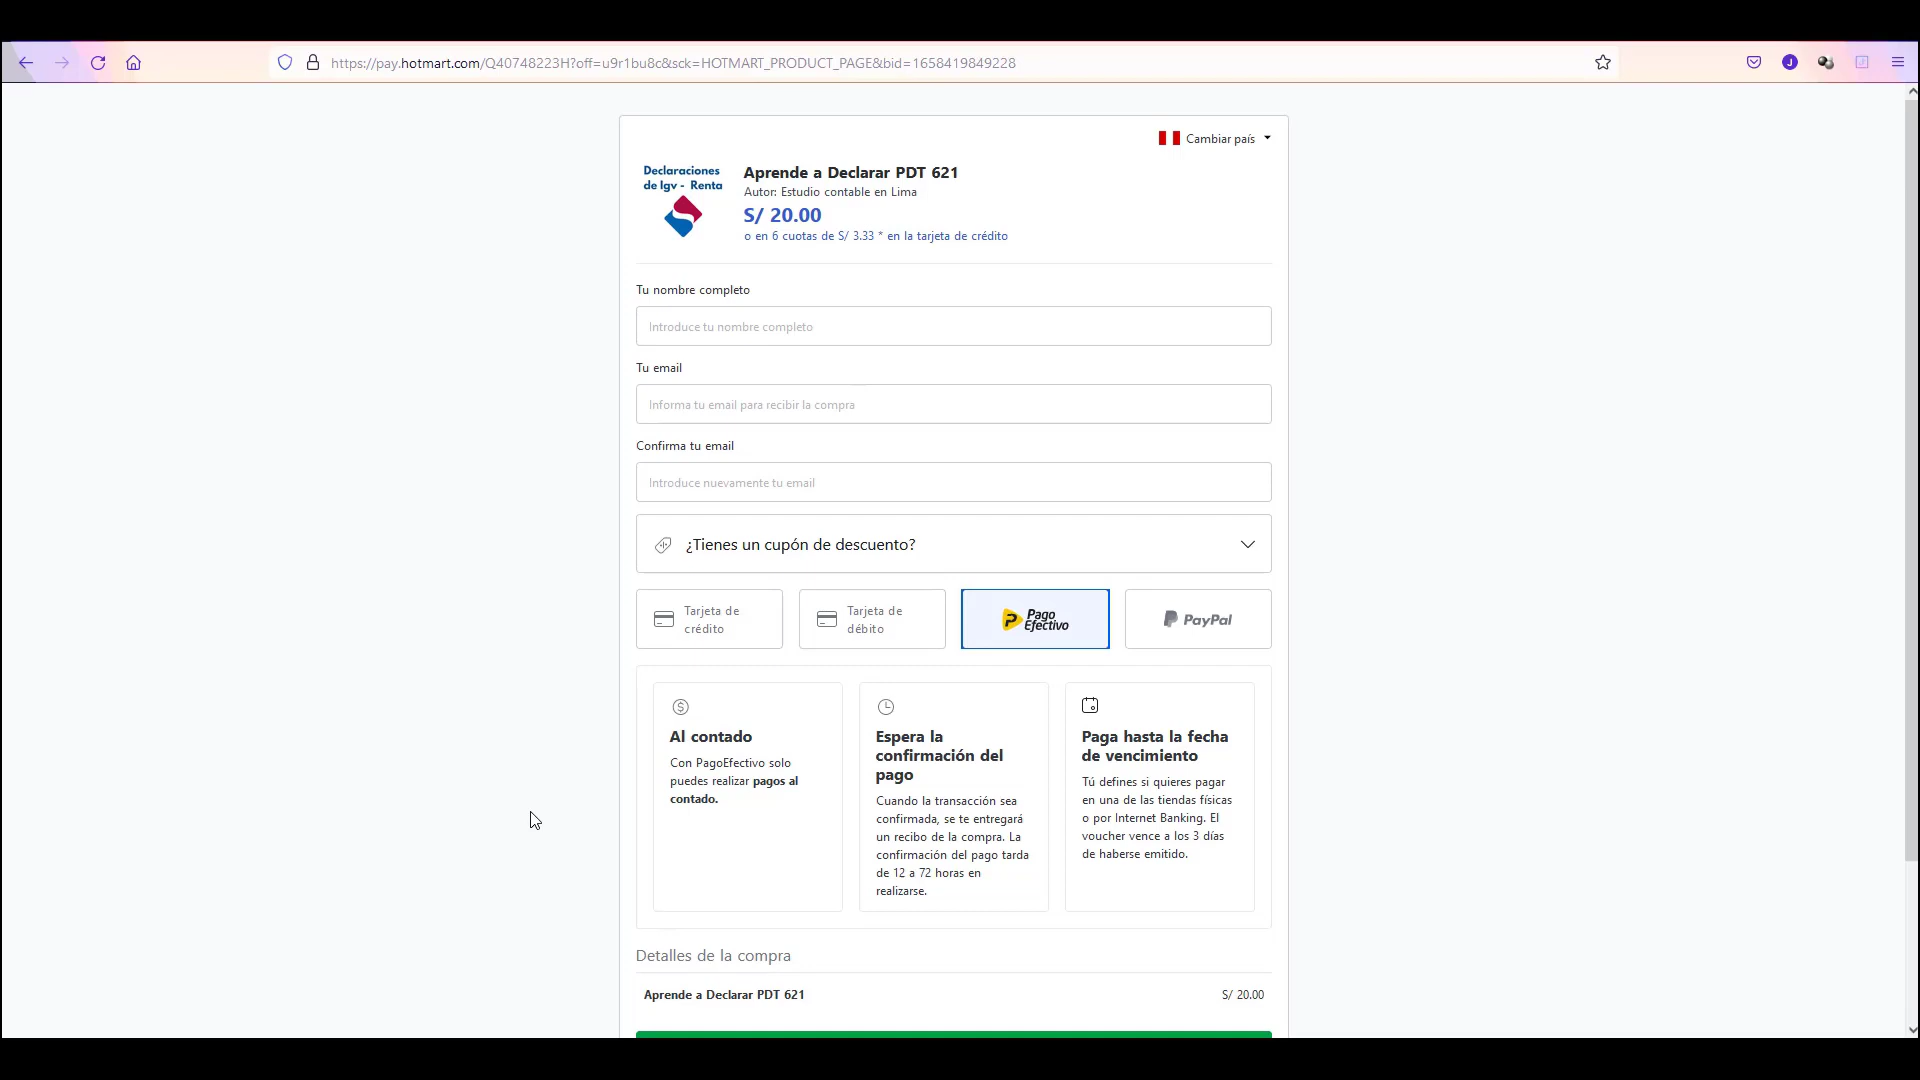 https://pay.hotmart.com/Q40748223H?off=u9r1bu8c&sck=HOTMART_PRODUCT_PAGE&bid=1658419849228
J
Cambiar país
Declaraciones
de Igv - Renta
Aprende a Declarar PDT 621
Autor: Estudio contable en Lima
S/ 20.00
o en 6 cuotas de S/ 3.33 * en la tarjeta de crédito
Tu nombre completo
Introduce tu nombre completo
Tu email
Informa tu email para recibir la compra
Confirma tu email
Introduce nuevamente tu email
¿Tienes un cupón de descuento?
Tarjeta de
crédito
Tarjeta de
débito
Pago
Efectivo
PayPal
Al contado
Con PagoEfectivo solo
puedes realizar pagos al
contado.
Espera la
confirmación del
pago
Cuando la transacción sea
confirmada, se te entregará
un recibo de la compra. La
confirmación del pago tarda
de 12 a 72 horas en
realizarse.
Paga hasta la fecha
de vencimiento
Tú defines si quieres pagar
en una de las tiendas físicas
o por Internet Banking. El
voucher vence a los 3 días
de haberse emitido.
Detalles de la compra
Aprende a Declarar PDT 621
S/ 20.00